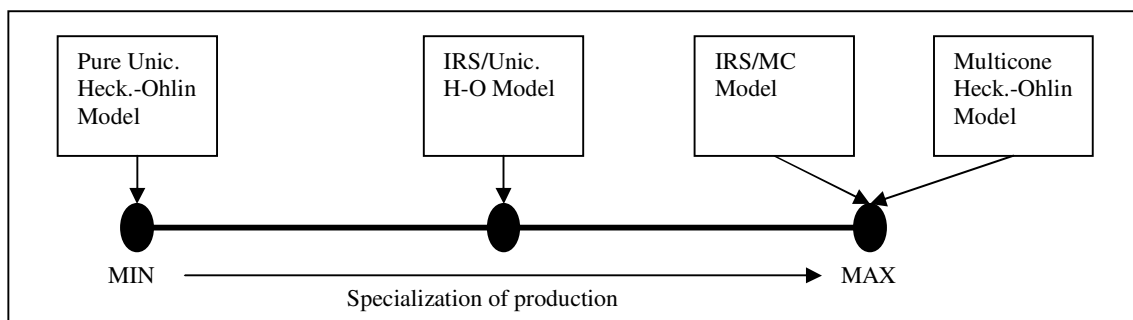 Pure Unic.
Heck.-Ohlin
Model
IRS/Unic.
H-O Model
IRS/MC
Model
Multicone
Heck.-Ohlin
Model
MIN
MAX
Specialization of production